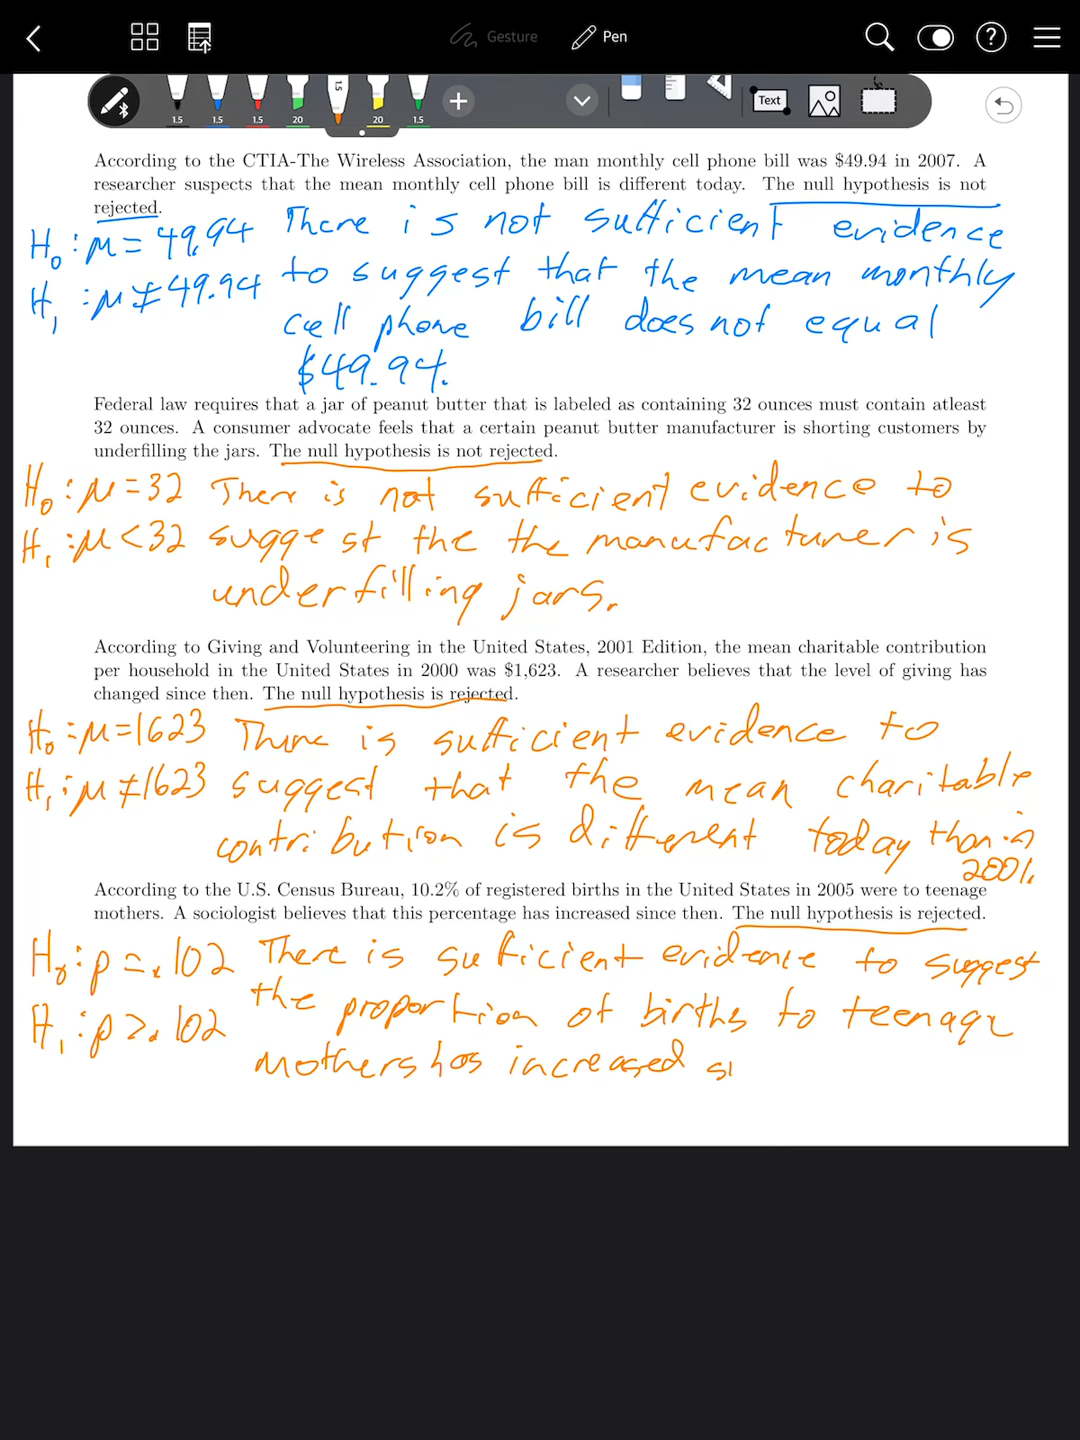 Gesture
Pen
1.5 1.5 1.5 20 1.5 20 1.5 Text
According to the CTIA-The Wireless Association, the man monthly cell phone bill was $49.94 in 2007. A
researcher suspects that the mean monthly cell phone bill is different today. The null hypothesis is not
rejected.
H₀: μ = 49.94 There is not sufficient evidence
H₁: μ ≠ 49.94 to suggest that the mean monthly
cell phone bill does not equal
$49.94.
Federal law requires that a jar of peanut butter that is labeled as containing 32 ounces must contain atleast
32 ounces. A consumer advocate feels that a certain peanut butter manufacturer is shorting customers by
underfilling the jars. The null hypothesis is not rejected.
H₀: μ = 32 There is not sufficient evidence to
H₁: μ < 32 suggest the the manufacturer is
underfilling jars.
According to Giving and Volunteering in the United States, 2001 Edition, the mean charitable contribution
per household in the United States in 2000 was $1,623. A researcher believes that the level of giving has
changed since then. The null hypothesis is rejected.
H₀: μ = 1623 There is sufficient evidence to
H₁: μ ≠ 1623 suggest that the mean charitable
contribution is different today than in
2001.
According to the U.S. Census Bureau, 10.2% of registered births in the United States in 2005 were to teenage
mothers. A sociologist believes that this percentage has increased since then. The null hypothesis is rejected.
H₀: p = .102 There is sufficient evidence to suggest
H₁: p > .102 the proportion of births to teenage
mothers has increased si